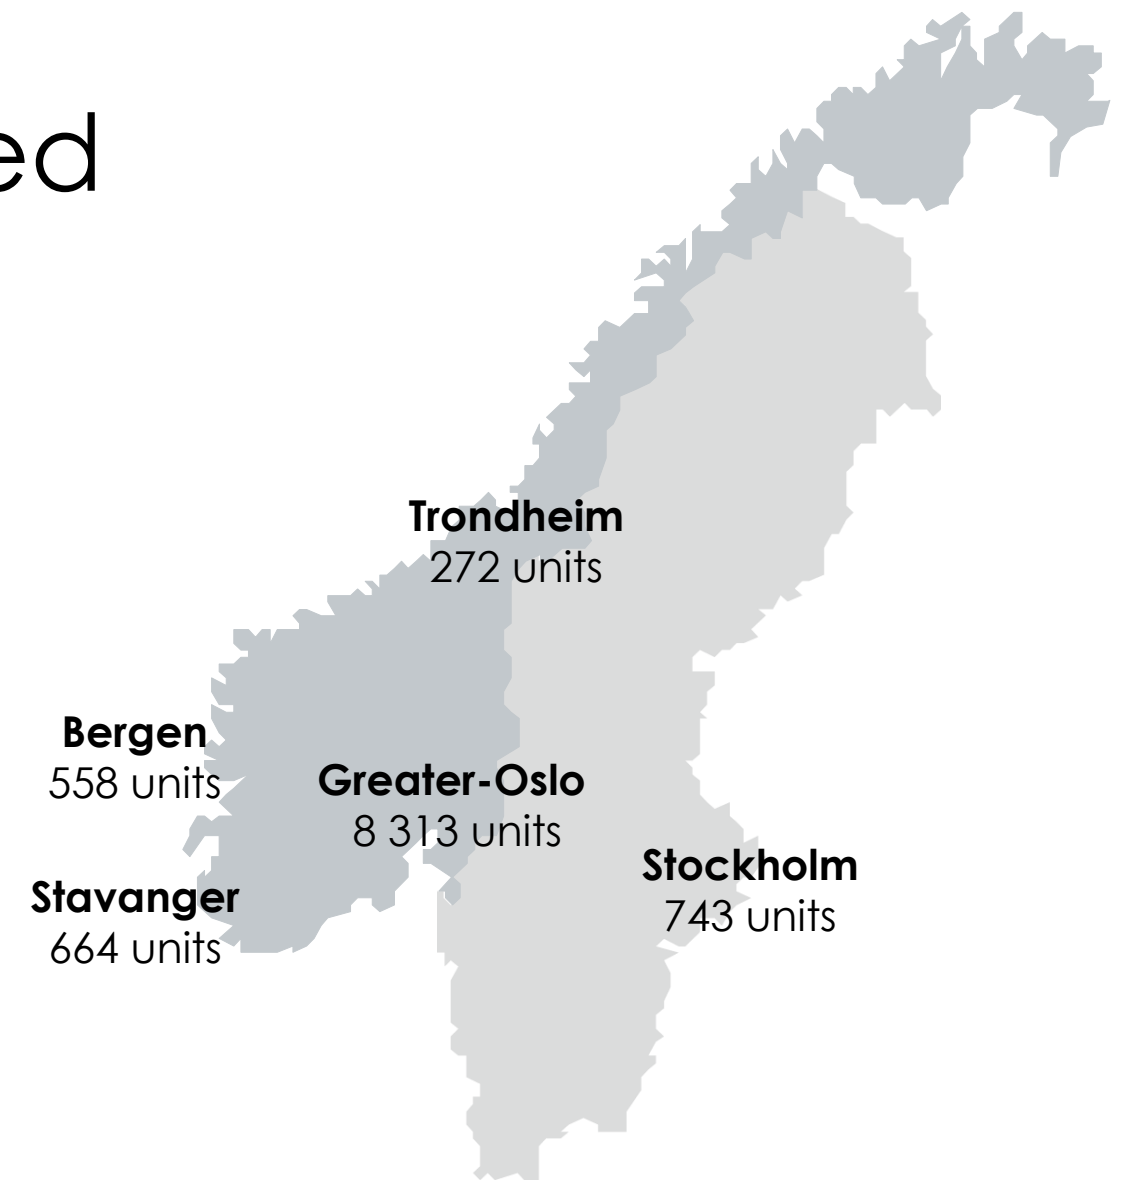 ed
Trondheim
272 units
Bergen
558 units
Greater-Oslo
8 313 units
Stockholm
743 units
Stavanger
664 units